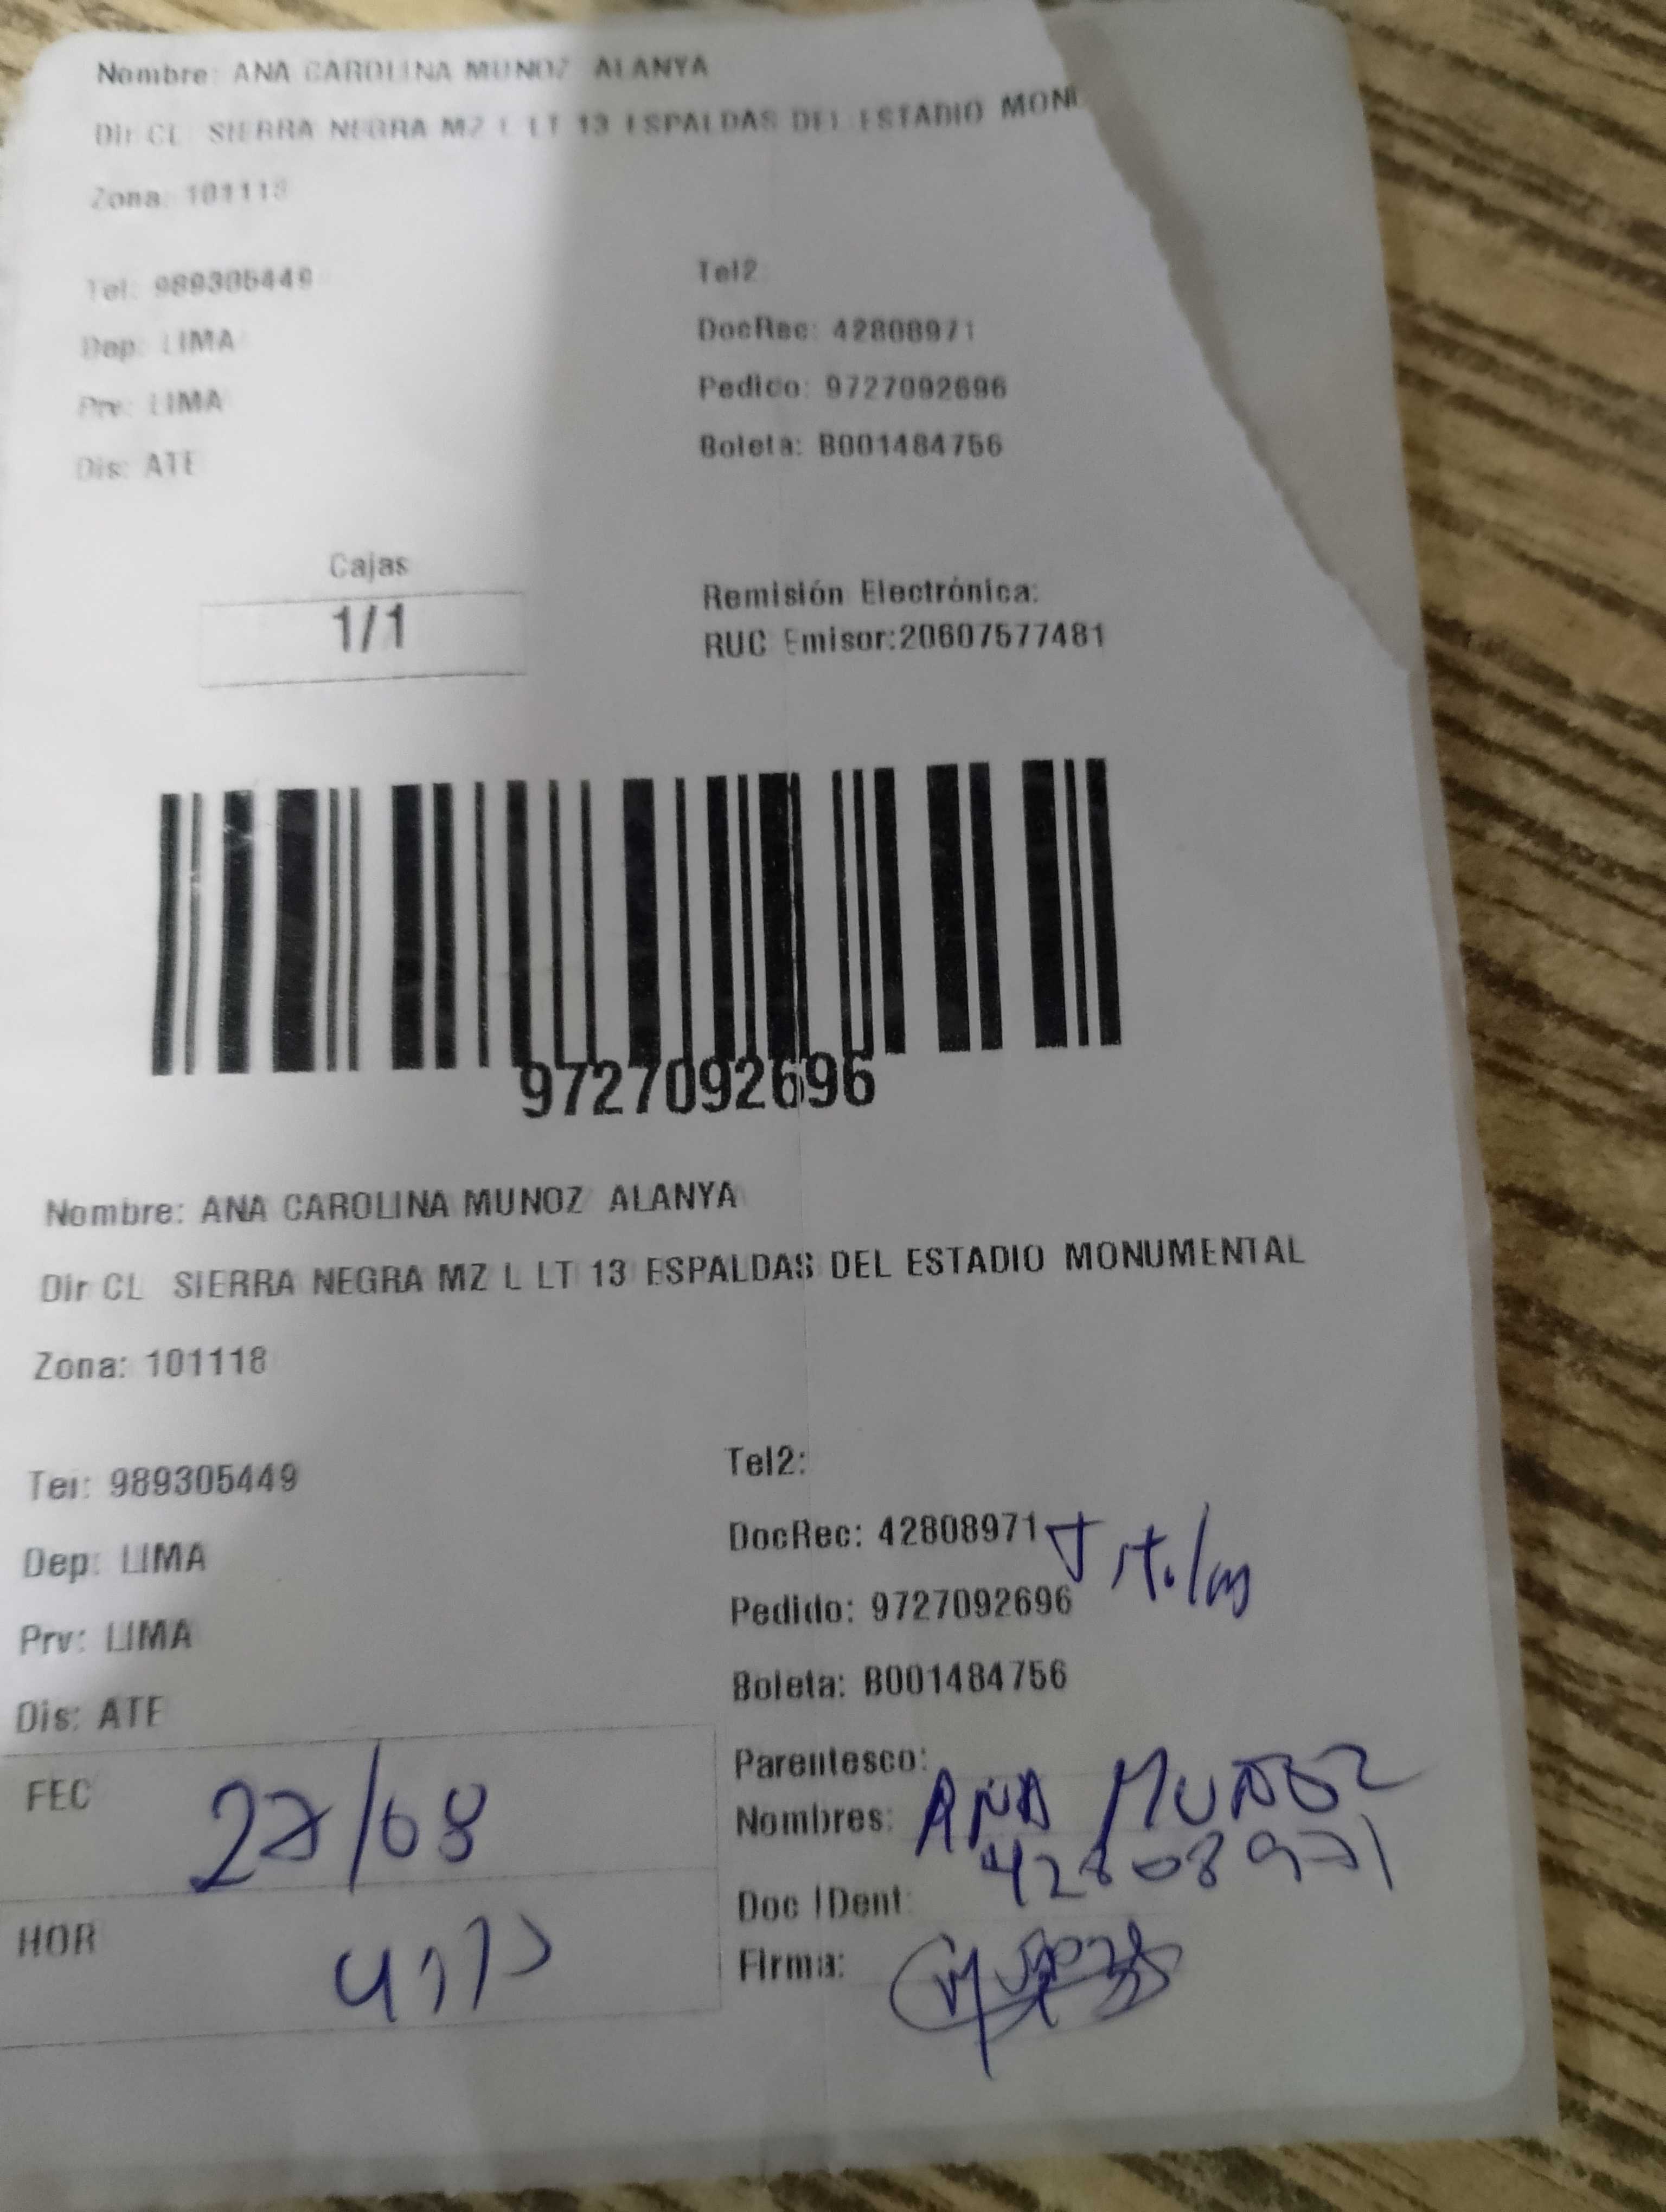 Nombre: ANA CAROLINA MUNOZ ALANYA
Dir CL SIERRA NEGRA MZ L LT 13 ESPALDAS DEL ESTADIO MON
Zona: 101118
Tel: 989305449
Tel2
Dep: LIMA
DocRec: 42808971
Prv: LIMA
Pedido: 9727092696
Dis: ATE
Boleta: B001484756
Cajas
1/1
Remisión Electrónica:
RUC Emisor:20607577481
9727092696
Nombre: ANA CAROLINA MUNOZ ALANYA
Dir CL SIERRA NEGRA MZ L LT 13 ESPALDAS DEL ESTADIO MONUMENTAL
Zona: 101118
Tel: 989305449
Tel2:
Dep: LIMA
DocRec: 42808971 Titular
Prv: LIMA
Pedido: 9727092696
Dis: ATE
Boleta: B001484756
FEC 27/08
Parentesco:
Nombres: ANA MUÑOZ
42808971
HOR
Doc IDent:
Firma: